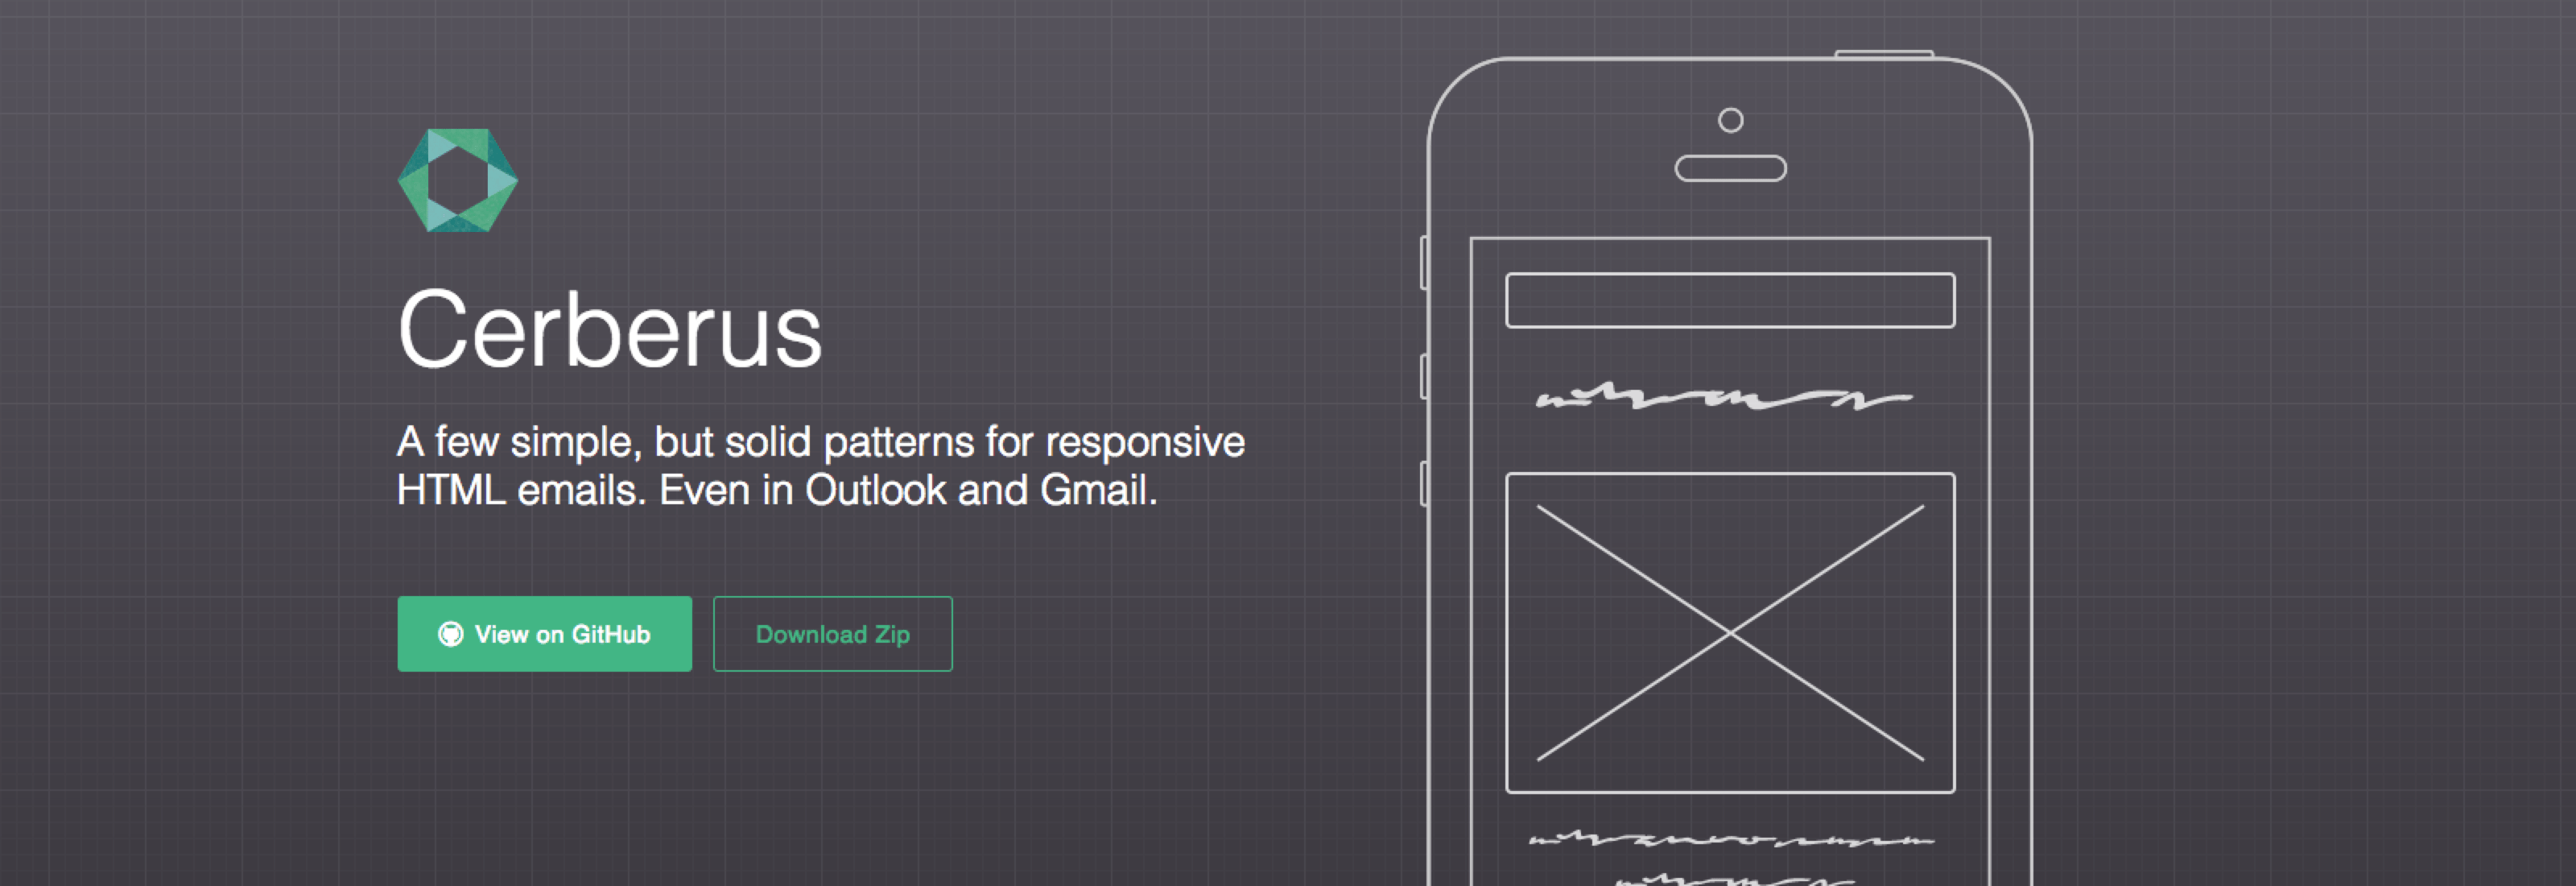 Cerberus
A few simple, but solid patterns for responsive
HTML emails. Even in Outlook and Gmail.
View on GitHub
Download Zip